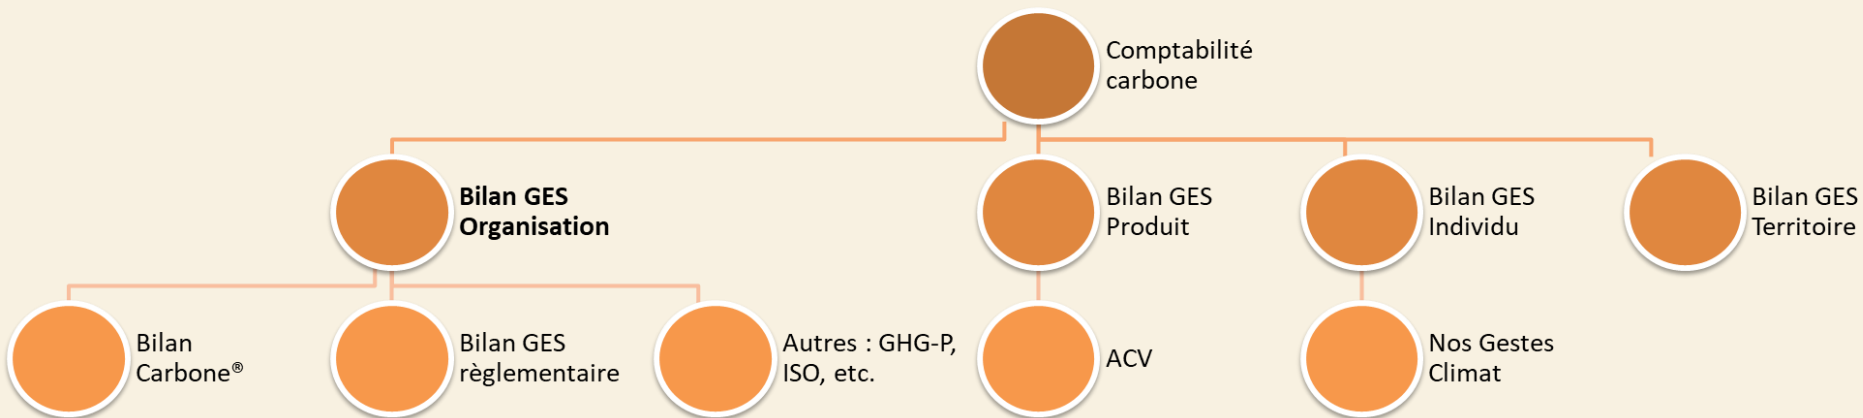 Comptabilité
carbone
Bilan GES
Organisation
Bilan GES
Produit
Bilan GES
Individu
Bilan GES
Territoire
Bilan
Carbone®
Bilan GES
règlementaire
Autres : GHG-P,
ISO, etc.
ACV
Nos Gestes
Climat